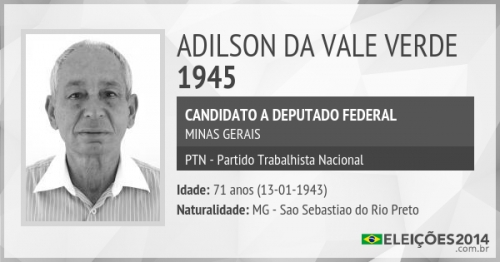 ADILSON DA VALE VERDE
1945
CANDIDATO A DEPUTADO FEDERAL
MINAS GERAIS
PTN - Partido Trabalhista Nacional
Idade: 71 anos (13-01-1943)
Naturalidade: MG - Sao Sebastiao do Rio Preto
ELEIÇÕES2014
.com.br